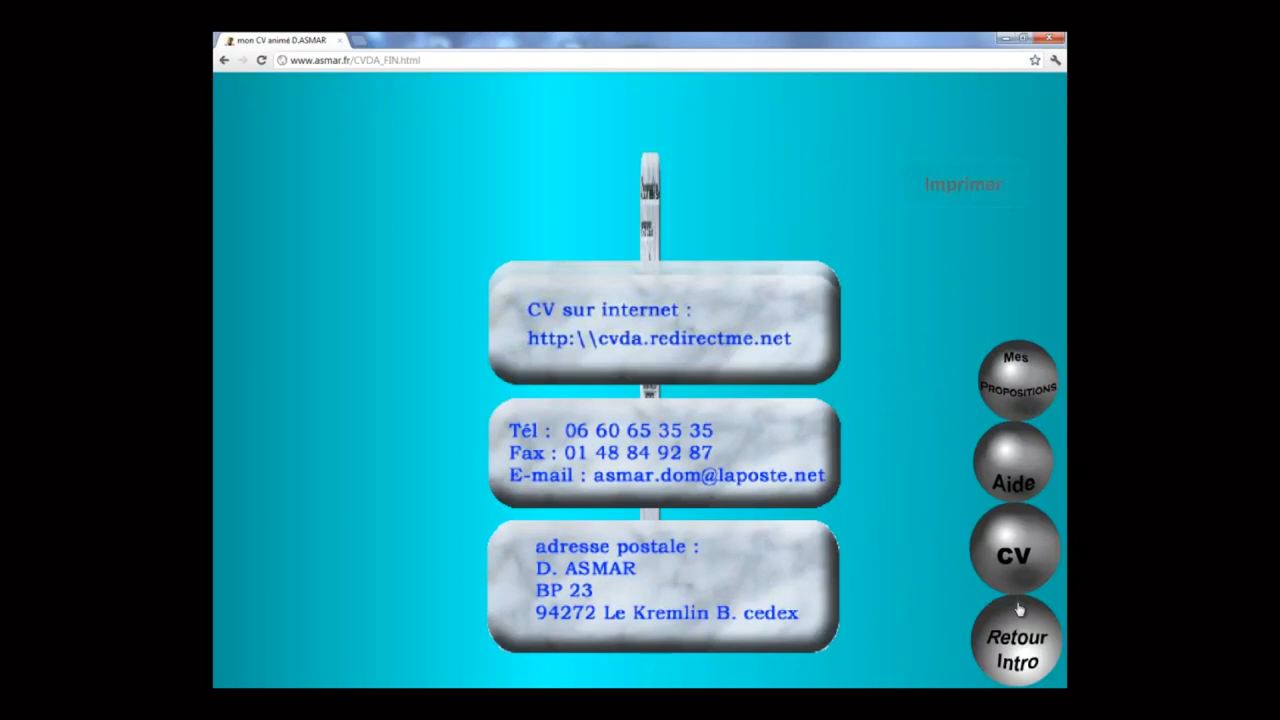 mon CV animé D.ASMAR
www.asmar.fr/CVDA_FIN.html
Imprimer
CV sur internet :
http:\\cvda.redirectme.net
Tél : 06 60 65 35 35
Fax : 01 48 84 92 87
E-mail : asmar.dom@laposte.net
adresse postale :
D. ASMAR
BP 23
94272 Le Kremlin B. cedex
Mes
PROPOSITIONS
Aide
CV
Retour
Intro